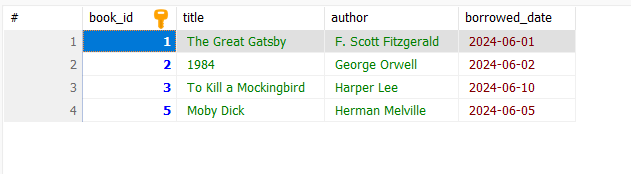 # book_id title author borrowed_date
1 1 The Great Gatsby F. Scott Fitzgerald 2024-06-01
2 2 1984 George Orwell 2024-06-02
3 3 To Kill a Mockingbird Harper Lee 2024-06-10
4 5 Moby Dick Herman Melville 2024-06-05